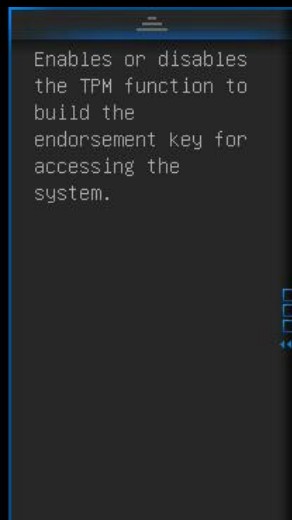 Enables or disables
the TPM function to
build the
endorsement key for
accessing the
system.